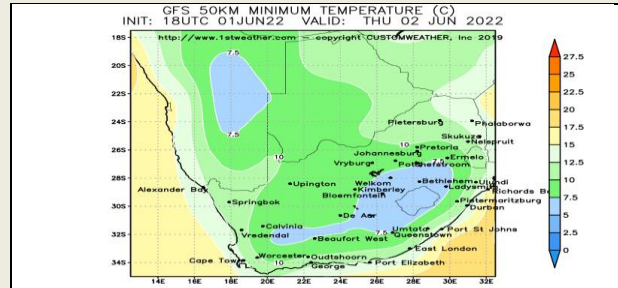 GFS 50KM MINIMUM TEMPERATURE (C)
INIT: 18UTC 01JUN22 VALID: THU 02 JUN 2022
http://www.1stweather.com — copyright CUSTOMWEATHER, Inc 2019
18S
20S
22S
24S
26S
28S
30S
32S
34S
7.5
7.5
10
10
7.5
7.5
10
Pietersburg
Phalaborwa
Skukuza
Nelspruit
Pretoria
Johannesburg
Ermelo
Vryburg
Potchefstroom
Alexander Bay
Upington
Welkom
Kimberley
Bethlehem
Ulundi
Ladysmith
Richards B
Bloemfontein
Springbok
Pietermaritzburg
Durban
De Aar
Calvinia
Vredendal
Beaufort West
Umtata
Port St Johns
Queenstown
East London
Cape Town
Worcester
Oudtshoorn
George
Port Elizabeth
14E 16E 18E 20E 22E 24E 26E 28E 30E 32E
27.5
25
22.5
20
17.5
15
12.5
10
7.5
5
2.5
0